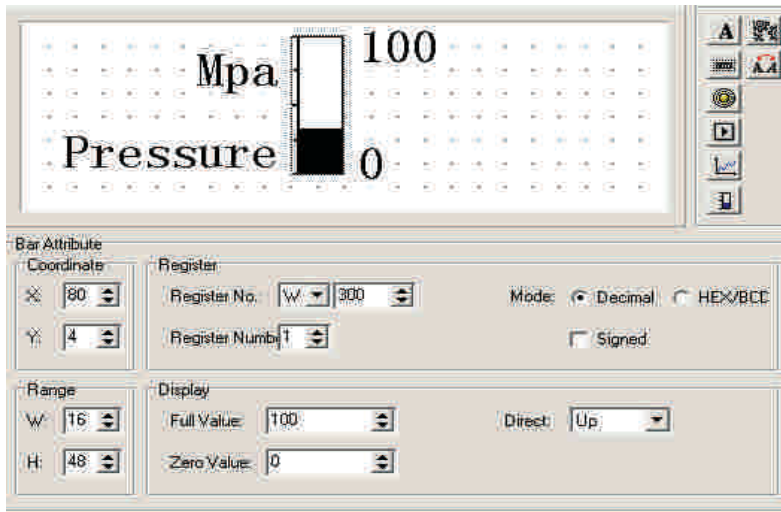 100
Mpa
Pressure
0
A
A A
Bar Attribute
Coordinate
X: 80
Y: 4
Register
Register No. W 300
Register Numbe 1
Mode: Decimal HEX/BCD
Signed
Range
W: 16
H: 48
Display
Full Value: 100
Zero Value: 0
Direct: Up